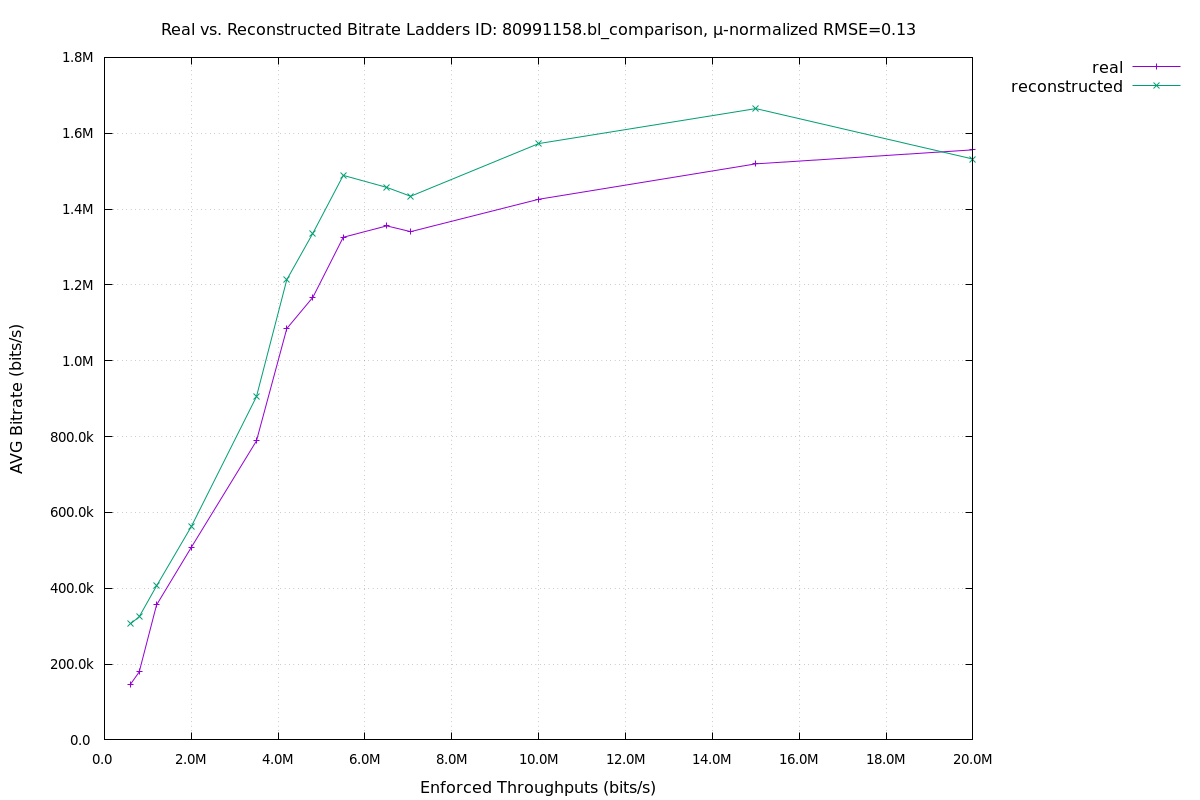 Real vs. Reconstructed Bitrate Ladders ID: 80991158.bl_comparison, μ-normalized RMSE=0.13
real
reconstructed
1.8M
1.6M
1.4M
1.2M
1.0M
800.0k
600.0k
400.0k
200.0k
0.0
AVG Bitrate (bits/s)
0.0 2.0M 4.0M 6.0M 8.0M 10.0M 12.0M 14.0M 16.0M 18.0M 20.0M
Enforced Throughputs (bits/s)